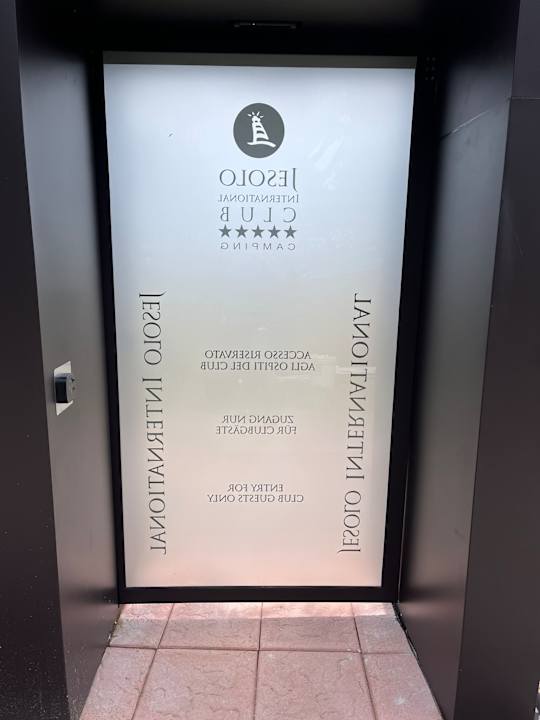 JESOLO
INTERNATIONAL
CLUB
★★★★★
CAMPING
JESOLO INTERNATIONAL
ACCESSO RISERVATO
AGLI OSPITI DEL CLUB
ZUGANG NUR
FÜR CLUBGÄSTE
ENTRY FOR
CLUB GUESTS ONLY
JESOLO INTERNATIONAL